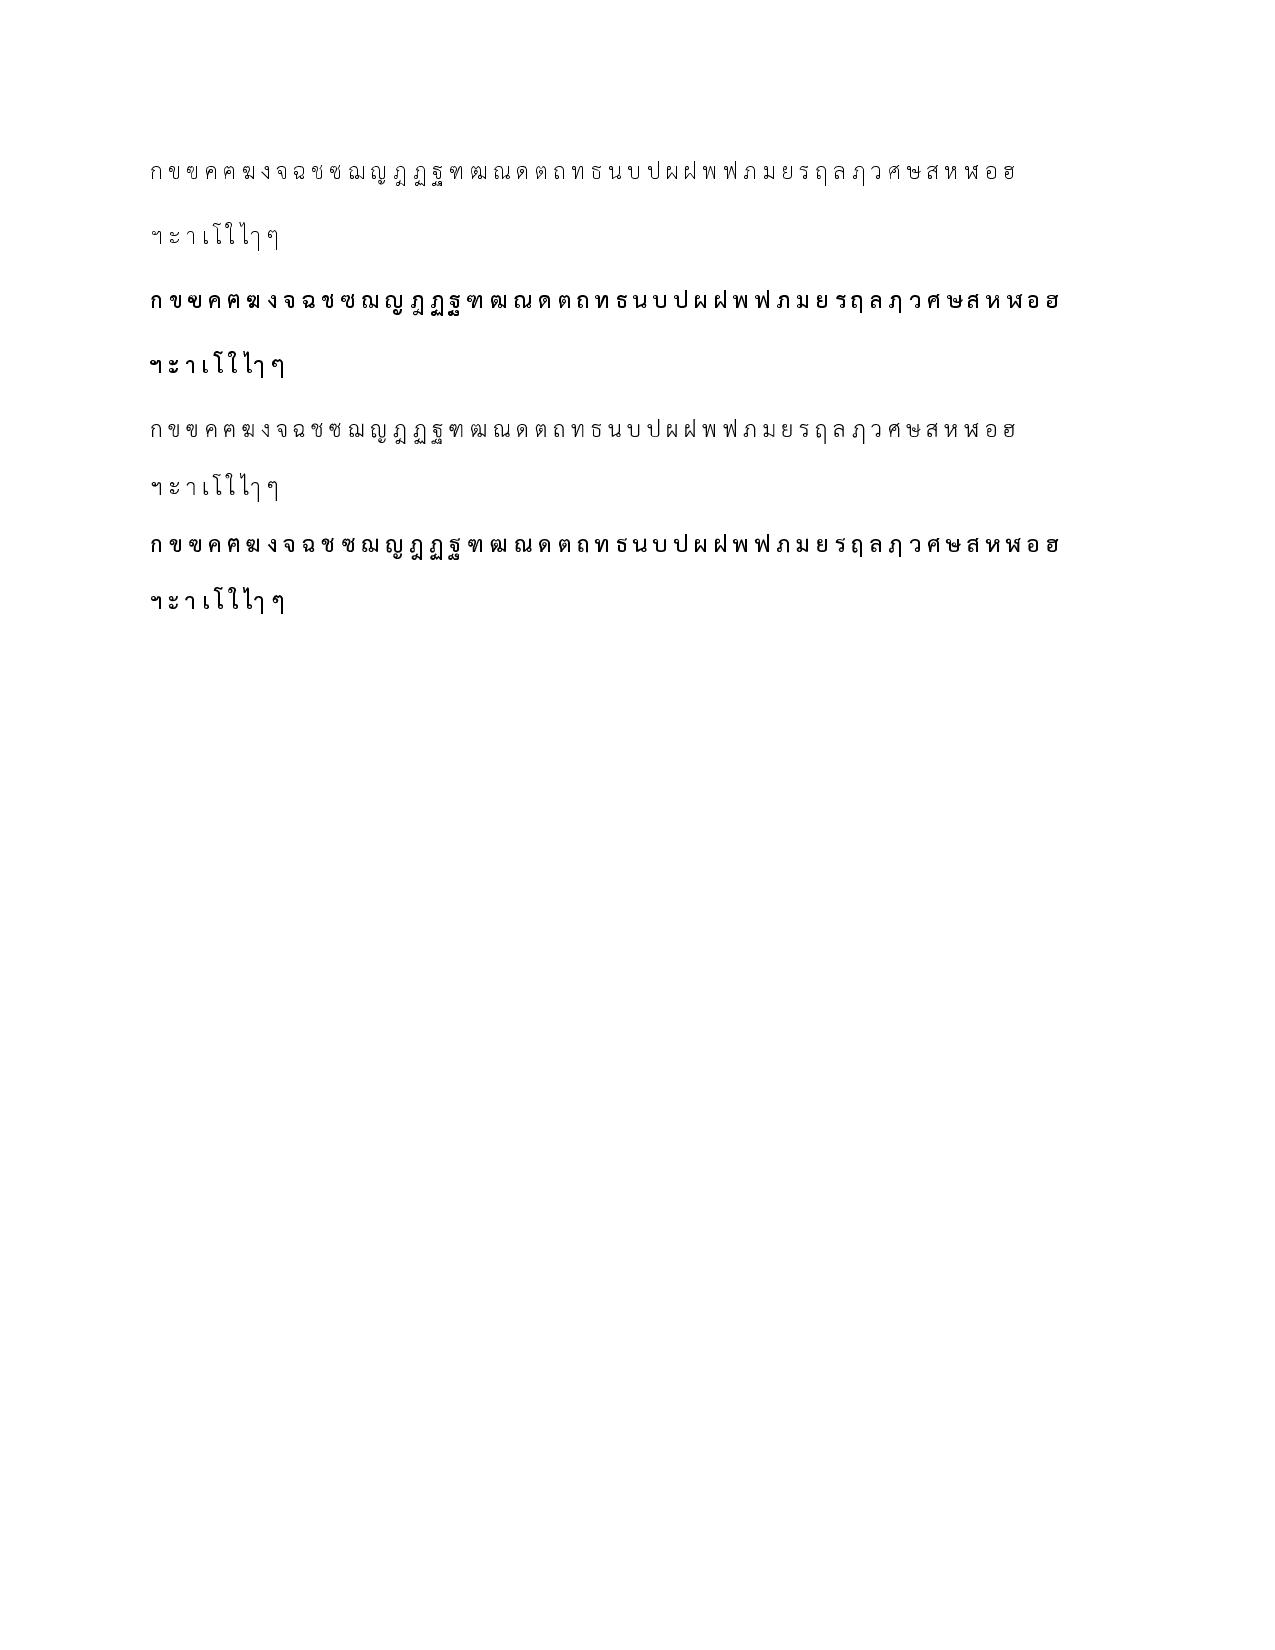 ก ข ฃ ค ฅ ฆ ง จ ฉ ช ซ ฌ ญ ฎ ฏ ฐ ฑ ฒ ณ ด ต ถ ท ธ น บ ป ผ ฝ พ ฟ ภ ม ย ร ฤ ล ฦ ว ศ ษ ส ห ฬ อ ฮ
ฯ ะ า เ โ ใ ไ ๅ ๆ
ก ข ฃ ค ฅ ฆ ง จ ฉ ช ซ ฌ ญ ฎ ฏ ฐ ฑ ฒ ณ ด ต ถ ท ธ น บ ป ผ ฝ พ ฟ ภ ม ย ร ฤ ล ฦ ว ศ ษ ส ห ฬ อ ฮ
ฯ ะ า เ โ ใ ไ ๅ ๆ
ก ข ฃ ค ฅ ฆ ง จ ฉ ช ซ ฌ ญ ฎ ฏ ฐ ฑ ฒ ณ ด ต ถ ท ธ น บ ป ผ ฝ พ ฟ ภ ม ย ร ฤ ล ฦ ว ศ ษ ส ห ฬ อ ฮ
ฯ ะ า เ โ ใ ไ ๅ ๆ
ก ข ฃ ค ฅ ฆ ง จ ฉ ช ซ ฌ ญ ฎ ฏ ฐ ฑ ฒ ณ ด ต ถ ท ธ น บ ป ผ ฝ พ ฟ ภ ม ย ร ฤ ล ฦ ว ศ ษ ส ห ฬ อ ฮ
ฯ ะ า เ โ ใ ไ ๅ ๆ